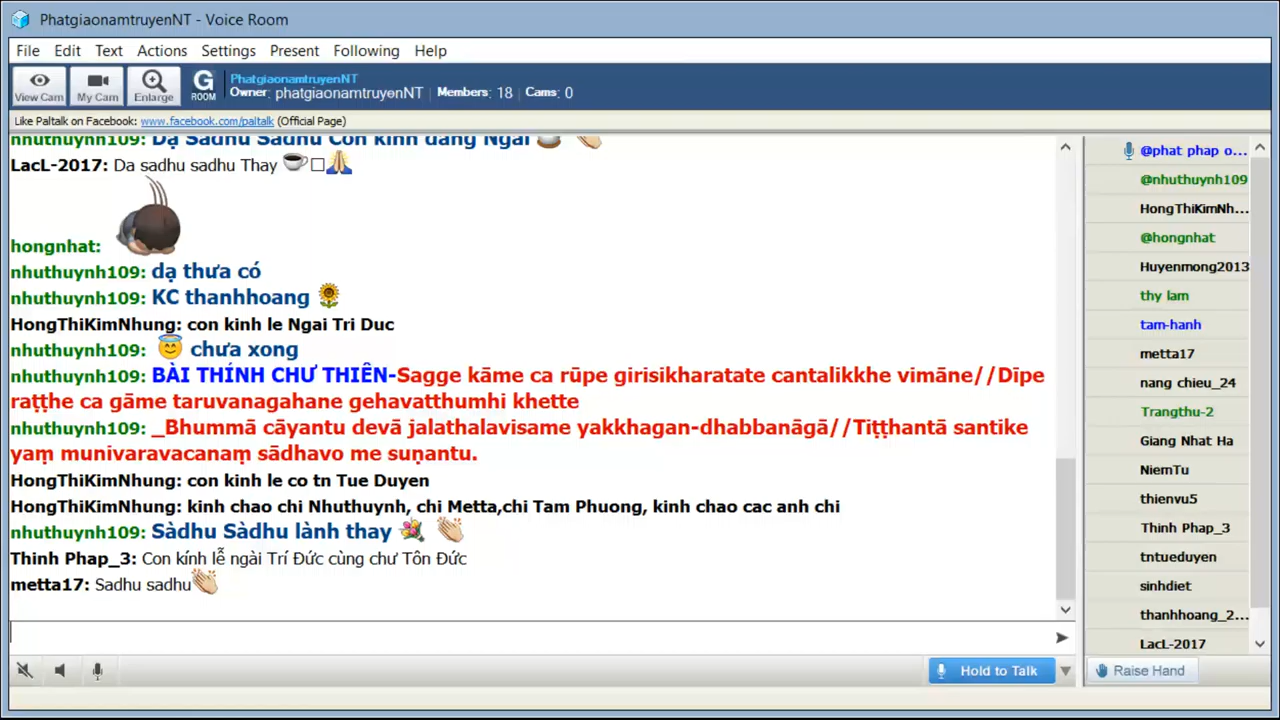 PhatgiaonamtruyenNT - Voice Room
File Edit Text Actions Settings Present Following Help
View Cam
My Cam
Enlarge
G ROOM
PhatgiaonamtruyenNT
Owner: phatgiaonamtruyenNT Members: 18 Cams: 0
Like Paltalk on Facebook: www.facebook.com/paltalk (Official Page)
nhuthuynh109: Dạ Sadhu Sadhu Con kinh dang Ngai
LacL-2017: Da sadhu sadhu Thay
hongnhat:
nhuthuynh109: dạ thưa có
nhuthuynh109: KC thanhhoang
HongThiKimNhung: con kinh le Ngai Tri Duc
nhuthuynh109: chưa xong
nhuthuynh109: BÀI THỈNH CHƯ THIÊN-Sagge kāme ca rūpe girisikharatate cantalikkhe vimāne//Dīpe
raṭṭhe ca gāme taruvanagahane gehavatthumhi khette
nhuthuynh109: _Bhummā cāyantu devā jalathalavisame yakkhagan-dhabbanāgā//Tiṭṭhantā santike
yaṃ munivaravacanaṃ sādhavo me suṇantu.
HongThiKimNhung: con kinh le co tn Tue Duyen
HongThiKimNhung: kinh chao chi Nhuthuynh, chi Metta,chi Tam Phuong, kinh chao cac anh chi
nhuthuynh109: Sàdhu Sàdhu lành thay
Thinh Phap_3: Con kính lễ ngài Trí Đức cùng chư Tôn Đức
metta17: Sadhu sadhu
@phat phap o...
@nhuthuynh109
HongThiKimNh...
@hongnhat
Huyenmong2013
thy lam
tam-hanh
metta17
nang chieu_24
Trangthu-2
Giang Nhat Ha
NiemTu
thienvu5
Thinh Phap_3
tntueduyen
sinhdiet
thanhhoang_2...
LacL-2017
Hold to Talk
Raise Hand